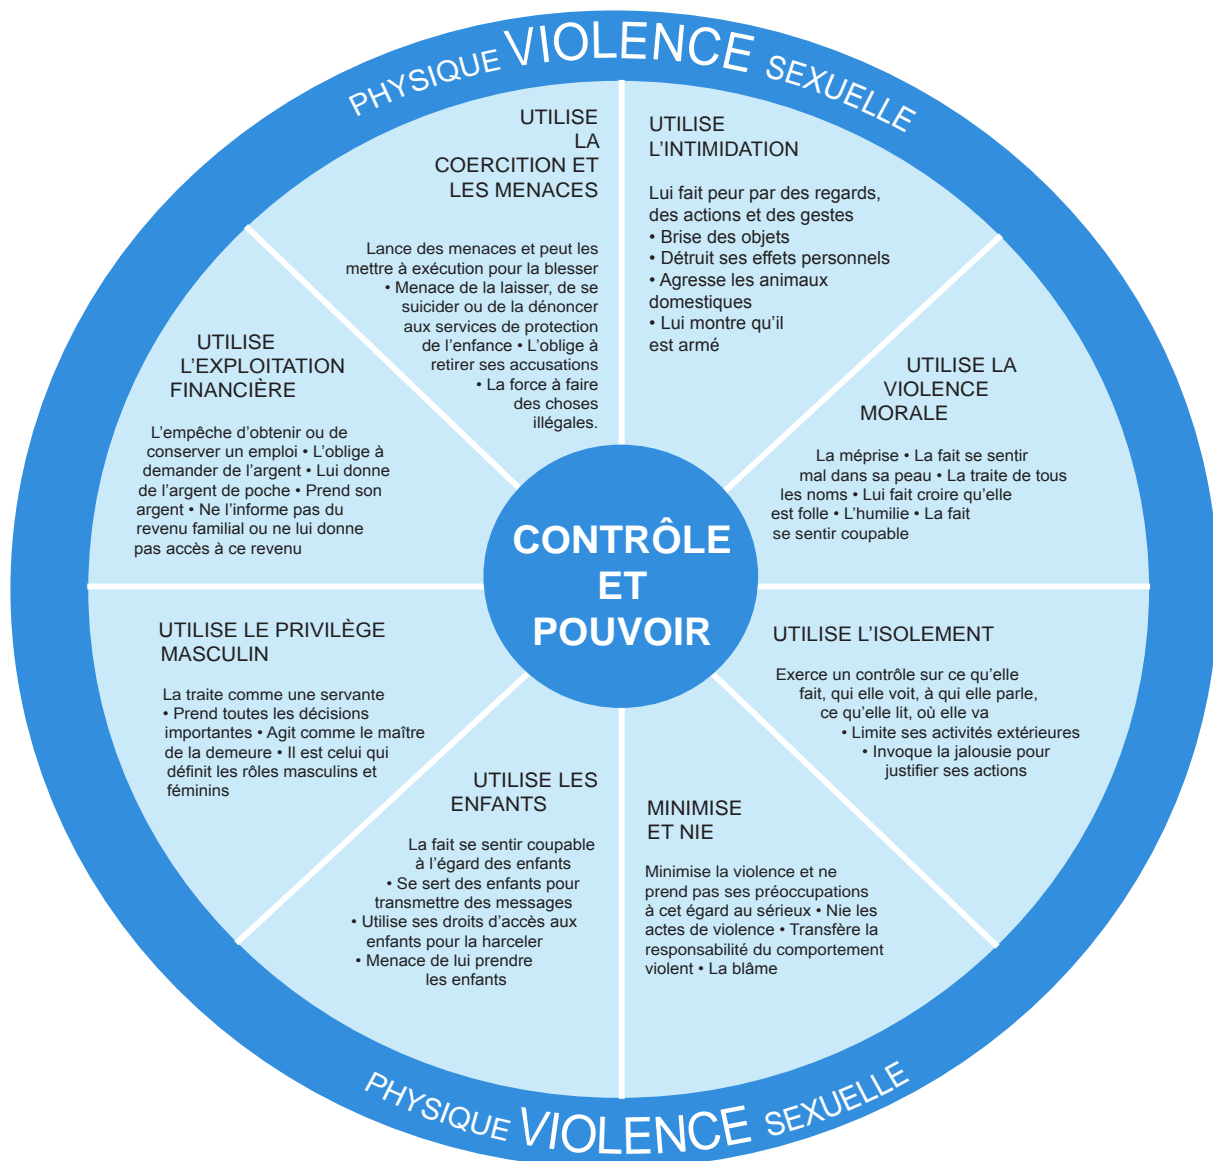 PHYSIQUE VIOLENCE SEXUELLE
UTILISE
LA
COERCITION ET
LES MENACES
Lance des menaces et peut les
mettre à exécution pour la blesser
• Menace de la laisser, de se
suicider ou de la dénoncer
aux services de protection
de l’enfance • L’oblige à
retirer ses accusations
• La force à faire
des choses
illégales.
UTILISE
L’INTIMIDATION
Lui fait peur par des regards,
des actions et des gestes
• Brise des objets
• Détruit ses effets personnels
• Agresse les animaux
domestiques
• Lui montre qu’il
est armé
UTILISE LA
VIOLENCE
MORALE
La méprise • La fait se sentir
mal dans sa peau • La traite de tous
les noms • Lui fait croire qu’elle
est folle • L’humilie • La fait
se sentir coupable
UTILISE L’ISOLEMENT
Exerce un contrôle sur ce qu’elle
fait, qui elle voit, à qui elle parle,
ce qu’elle lit, où elle va
• Limite ses activités extérieures
• Invoque la jalousie pour
justifier ses actions
MINIMISE
ET NIE
Minimise la violence et ne
prend pas ses préoccupations
à cet égard au sérieux • Nie les
actes de violence • Transfère la
responsabilité du comportement
violent • La blâme
UTILISE LES
ENFANTS
La fait se sentir coupable
à l’égard des enfants
• Se sert des enfants pour
transmettre des messages
• Utilise ses droits d’accès aux
enfants pour la harceler
• Menace de lui prendre
les enfants
UTILISE LE PRIVILÈGE
MASCULIN
La traite comme une servante
• Prend toutes les décisions
importantes • Agit comme le maître
de la demeure • Il est celui qui
définit les rôles masculins et
féminins
UTILISE
L’EXPLOITATION
FINANCIÈRE
L’empêche d’obtenir ou de
conserver un emploi • L’oblige à
demander de l’argent • Lui donne
de l’argent de poche • Prend son
argent • Ne l’informe pas du
revenu familial ou ne lui donne
pas accès à ce revenu
CONTRÔLE
ET
POUVOIR
PHYSIQUE VIOLENCE SEXUELLE